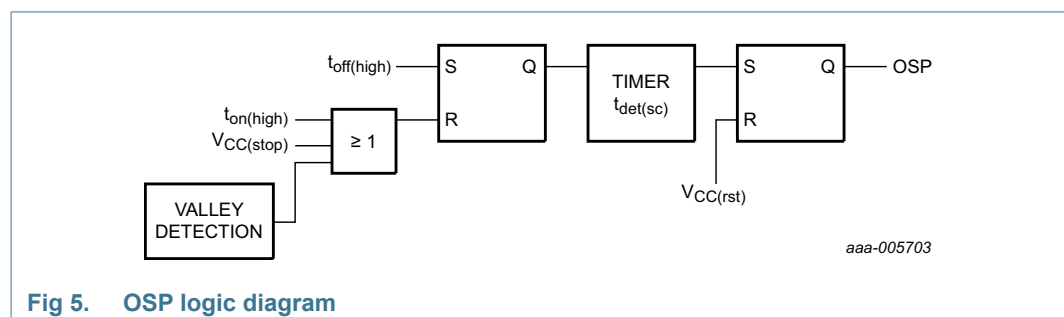 t_off(high)
S
Q
TIMER
t_det(sc)
S
Q
OSP
t_on(high)
V_CC(stop)
≥ 1
R
R
V_CC(rst)
VALLEY
DETECTION
aaa-005703
Fig 5. OSP logic diagram